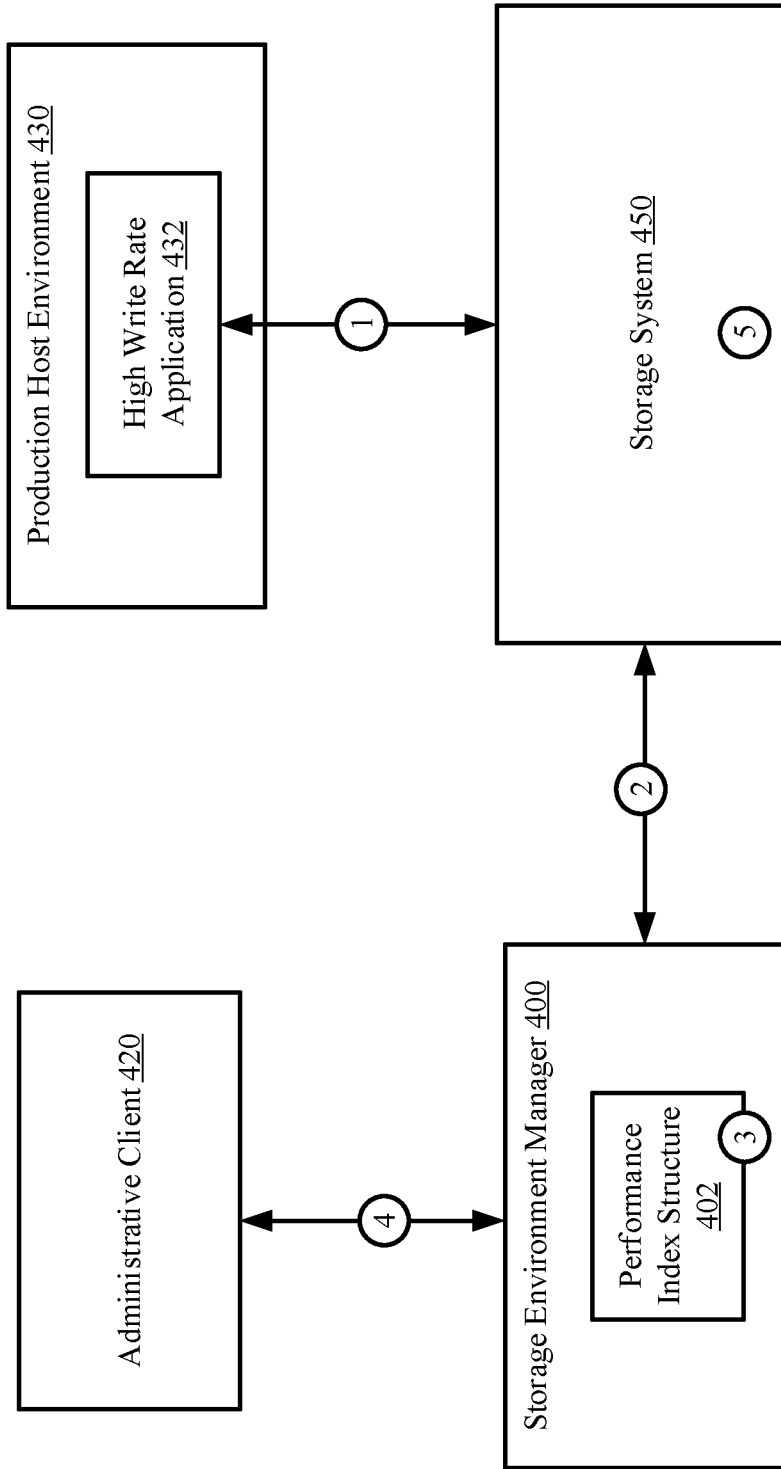 Administrative Client 420
4
Storage Environment Manager 400
Performance
Index Structure
402
3
2
Production Host Environment 430
High Write Rate
Application 432
1
Storage System 450
5